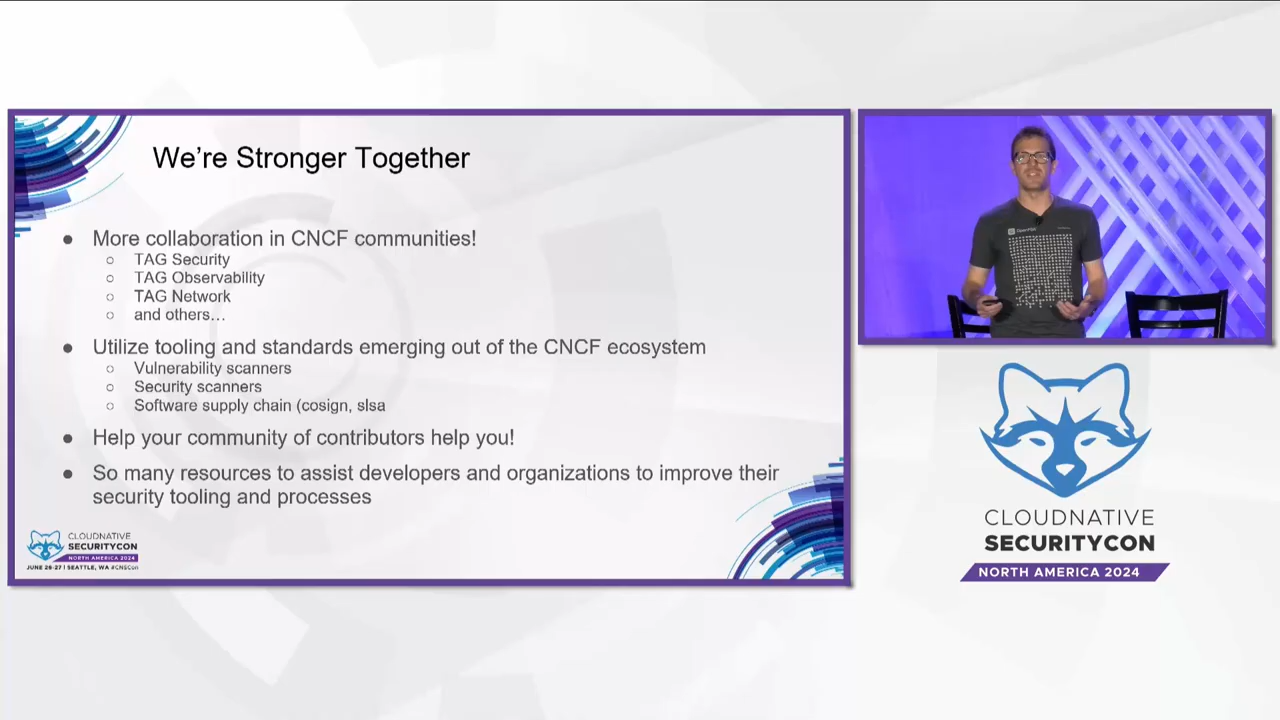 We're Stronger Together
● More collaboration in CNCF communities!
○ TAG Security
○ TAG Observability
○ TAG Network
○ and others…
● Utilize tooling and standards emerging out of the CNCF ecosystem
○ Vulnerability scanners
○ Security scanners
○ Software supply chain (cosign, slsa
● Help your community of contributors help you!
● So many resources to assist developers and organizations to improve their
security tooling and processes
CLOUDNATIVE
SECURITYCON
NORTH AMERICA 2024
JUNE 26-27 | SEATTLE, WA #CNSCon
CLOUDNATIVE
SECURITYCON
NORTH AMERICA 2024